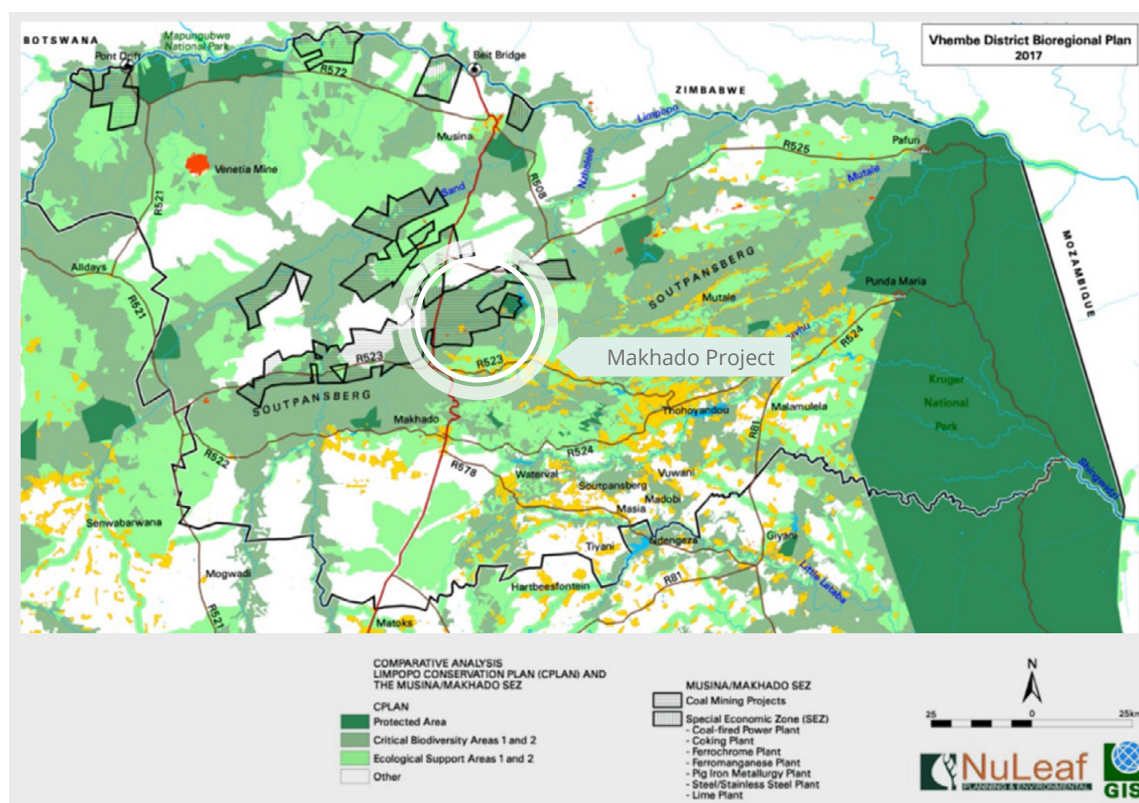 Vhembe District Bioregional Plan
2017
BOTSWANA
Mapungubwe
National Park
Pont Drift
R572
Beit Bridge
ZIMBABWE
Limpopo
Musina
Pafuri
R525
Venetia Mine
Nzhelele
Mutale
Sand
R508
R521
MOZAMBIQUE
Alldays
SOUTPANSBERG
Punda Maria
Mutale
R521
R524
R523
R523
Makhado Project
Kruger
National
Park
SOUTPANSBERG
Thohoyandou
Malamulela
Makhado
R81
R522
R524
R578
Waterval
Vuwani
Soutpansberg
Shingwedzi
Madobi
Masia
Senwabarwana
Ndengeza
Giyani
Tiyani
Mogwadi
Hartbeesfontein
R81
Little Letaba
R521
Matoks
COMPARATIVE ANALYSIS
LIMPOPO CONSERVATION PLAN (CPLAN) AND
THE MUSINA/MAKHADO SEZ
CPLAN
Protected Area
Critical Biodiversity Areas 1 and 2
Ecological Support Areas 1 and 2
Other
MUSINA/MAKHADO SEZ
Coal Mining Projects
Special Economic Zone (SEZ)
- Coal-fired Power Plant
- Coking Plant
- Ferrochrome Plant
- Ferromanganese Plant
- Pig Iron Metallurgy Plant
- Steel/Stainless Steel Plant
- Lime Plant
N
25 0 25km
NuLeaf
PLANNING & ENVIRONMENTAL
GIS